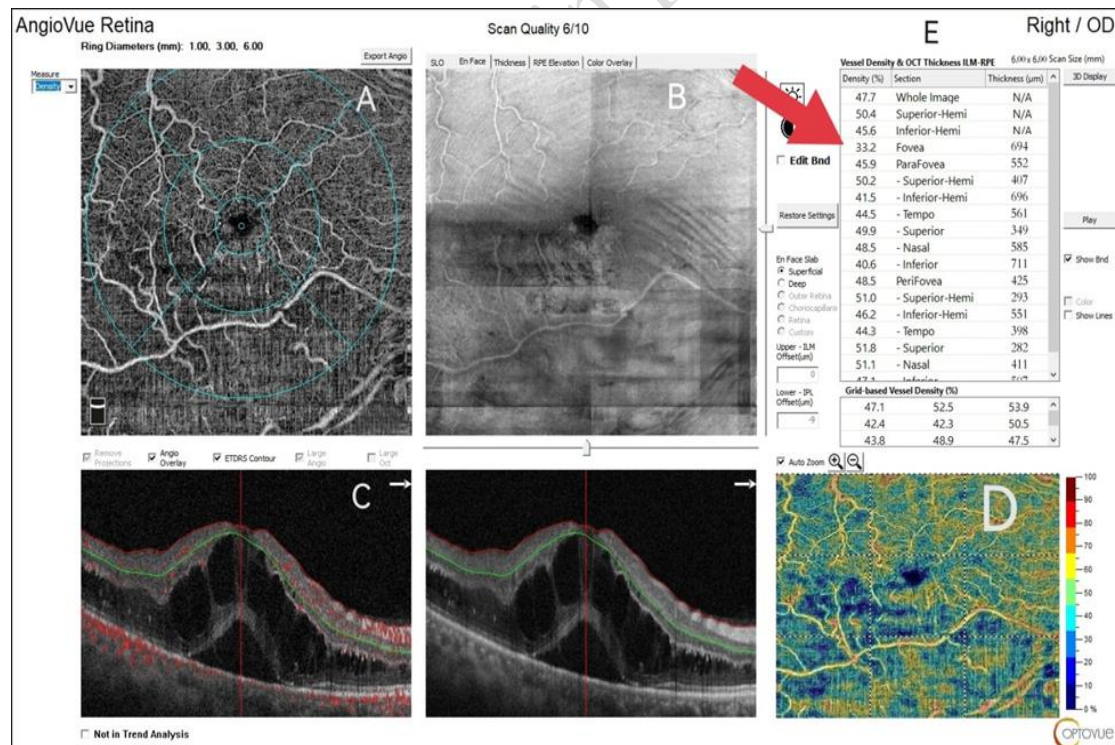 AngioVue Retina
Scan Quality 6/10
Right / OD
Ring Diameters (mm): 1.00, 3.00, 6.00
Export Angio
E
Measure
Density
A
SLO En Face Thickness RPE Elevation Color Overlay
B
Edit Bnd
Restore Settings
En Face Slab
Superficial
Deep
Outer Retina
Choriocapillaris
Retina
Custom
Upper - ILM
Offset(µm)
0
Lower - IPL
Offset(µm)
-9
Vessel Density & OCT Thickness ILM-RPE 6.00 x 6.00 Scan Size (mm)
Density (%) Section Thickness (µm)
47.7 Whole Image N/A
50.4 Superior-Hemi N/A
45.6 Inferior-Hemi N/A
33.2 Fovea 694
45.9 ParaFovea 552
50.2 - Superior-Hemi 407
41.5 - Inferior-Hemi 696
44.5 - Tempo 561
49.9 - Superior 349
48.5 - Nasal 585
40.6 - Inferior 711
48.5 PeriFovea 425
51.0 - Superior-Hemi 293
46.2 - Inferior-Hemi 551
44.3 - Tempo 398
51.8 - Superior 282
51.1 - Nasal 411
3D Display
Play
Show Bnd
Color
Show Lines
Grid-based Vessel Density (%)
47.1 52.5 53.9
42.4 42.3 50.5
43.8 48.9 47.5
Remove Projections
Angio Overlay
ETDRS Contour
Large Angio
Large Oct
Auto Zoom
C
D
100
90
80
70
60
50
40
30
20
10
0 %
Not in Trend Analysis
OPTOVUE